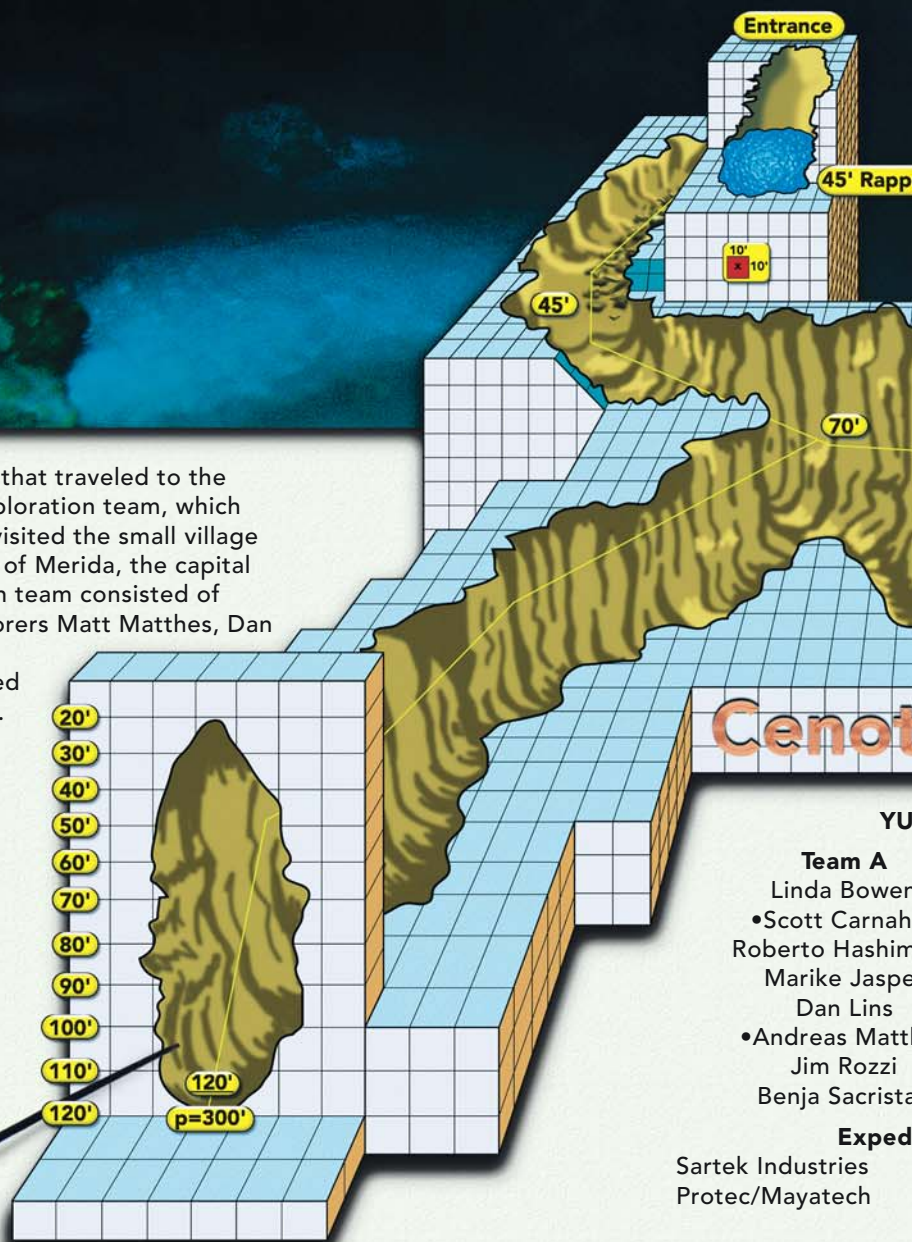 Entrance
45' Rapp
10'
x 10'
45'
70'
that traveled to the
ploration team, which
visited the small village
of Merida, the capital
n team consisted of
orers Matt Matthes, Dan
ed
.
20'
30'
40'
50'
60'
70'
80'
90'
100'
110'
120'
120'
p=300'
Cenot
YU
Team A
Linda Bower
•Scott Carnah
Roberto Hashim
Marike Jaspe
Dan Lins
•Andreas Matth
Jim Rozzi
Benja Sacrista
Exped
Sartek Industries
Protec/Mayatech